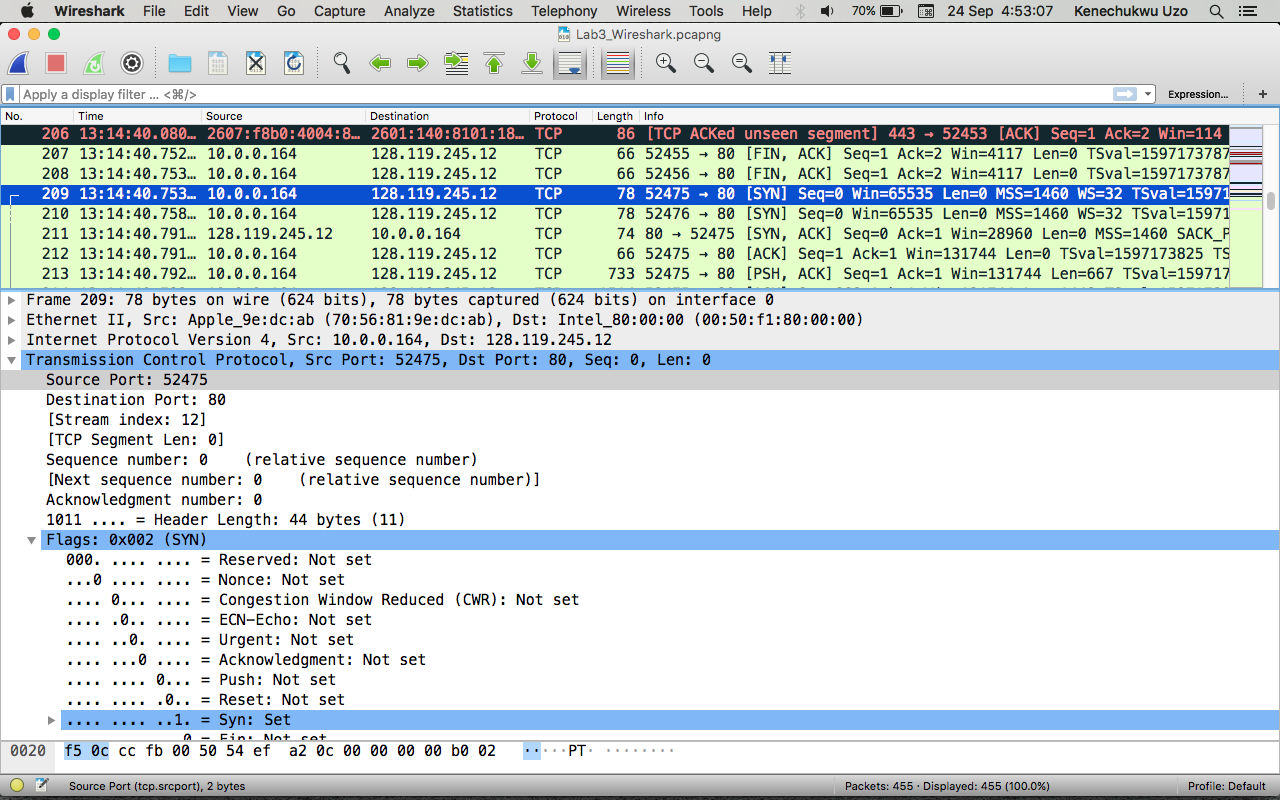 Wireshark File Edit View Go Capture Analyze Statistics Telephony Wireless Tools Help 70% 24 Sep 4:53:07 Kenechukwu Uzo
Lab3_Wireshark.pcapng
Apply a display filter … <⌘/> Expression… +
No. Time Source Destination Protocol Length Info
206 13:14:40.080… 2607:f8b0:4004:8… 2601:140:8101:18… TCP 86 [TCP ACKed unseen segment] 443 → 52453 [ACK] Seq=1 Ack=2 Win=114
207 13:14:40.752… 10.0.0.164 128.119.245.12 TCP 66 52455 → 80 [FIN, ACK] Seq=1 Ack=2 Win=4117 Len=0 TSval=1597173787
208 13:14:40.753… 10.0.0.164 128.119.245.12 TCP 66 52456 → 80 [FIN, ACK] Seq=1 Ack=2 Win=4117 Len=0 TSval=1597173787
209 13:14:40.753… 10.0.0.164 128.119.245.12 TCP 78 52475 → 80 [SYN] Seq=0 Win=65535 Len=0 MSS=1460 WS=32 TSval=15971
210 13:14:40.758… 10.0.0.164 128.119.245.12 TCP 78 52476 → 80 [SYN] Seq=0 Win=65535 Len=0 MSS=1460 WS=32 TSval=15971
211 13:14:40.791… 128.119.245.12 10.0.0.164 TCP 74 80 → 52475 [SYN, ACK] Seq=0 Ack=1 Win=28960 Len=0 MSS=1460 SACK_P
212 13:14:40.791… 10.0.0.164 128.119.245.12 TCP 66 52475 → 80 [ACK] Seq=1 Ack=1 Win=131744 Len=0 TSval=1597173825 TS
213 13:14:40.792… 10.0.0.164 128.119.245.12 TCP 733 52475 → 80 [PSH, ACK] Seq=1 Ack=1 Win=131744 Len=667 TSval=159717
Frame 209: 78 bytes on wire (624 bits), 78 bytes captured (624 bits) on interface 0
Ethernet II, Src: Apple_9e:dc:ab (70:56:81:9e:dc:ab), Dst: Intel_80:00:00 (00:50:f1:80:00:00)
Internet Protocol Version 4, Src: 10.0.0.164, Dst: 128.119.245.12
Transmission Control Protocol, Src Port: 52475, Dst Port: 80, Seq: 0, Len: 0
Source Port: 52475
Destination Port: 80
[Stream index: 12]
[TCP Segment Len: 0]
Sequence number: 0 (relative sequence number)
[Next sequence number: 0 (relative sequence number)]
Acknowledgment number: 0
1011 .... = Header Length: 44 bytes (11)
Flags: 0x002 (SYN)
000. .... .... = Reserved: Not set
...0 .... .... = Nonce: Not set
.... 0... .... = Congestion Window Reduced (CWR): Not set
.... .0.. .... = ECN-Echo: Not set
.... ..0. .... = Urgent: Not set
.... ...0 .... = Acknowledgment: Not set
.... .... 0... = Push: Not set
.... .... .0.. = Reset: Not set
.... .... ..1. = Syn: Set
.... .... ...0 = Fin: Not set
0020 f5 0c cc fb 00 50 54 ef a2 0c 00 00 00 00 b0 02 ·····PT· ········
Source Port (tcp.srcport), 2 bytes Packets: 455 · Displayed: 455 (100.0%) Profile: Default